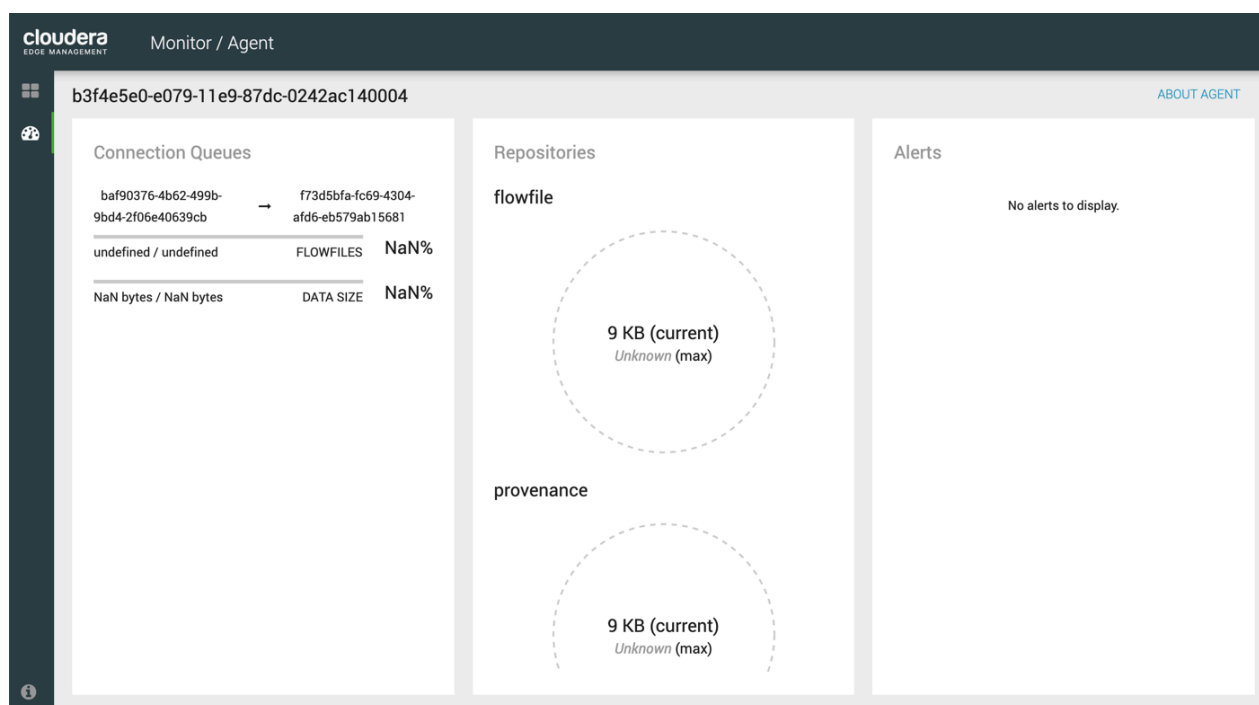 cloudera
EDGE MANAGEMENT
Monitor / Agent
b3f4e5e0-e079-11e9-87dc-0242ac140004
ABOUT AGENT
Connection Queues
baf90376-4b62-499b-
9bd4-2f06e40639cb
→
f73d5bfa-fc69-4304-
afd6-eb579ab15681
undefined / undefined
FLOWFILES
NaN%
NaN bytes / NaN bytes
DATA SIZE
NaN%
Repositories
flowfile
9 KB (current)
Unknown (max)
provenance
9 KB (current)
Unknown (max)
Alerts
No alerts to display.